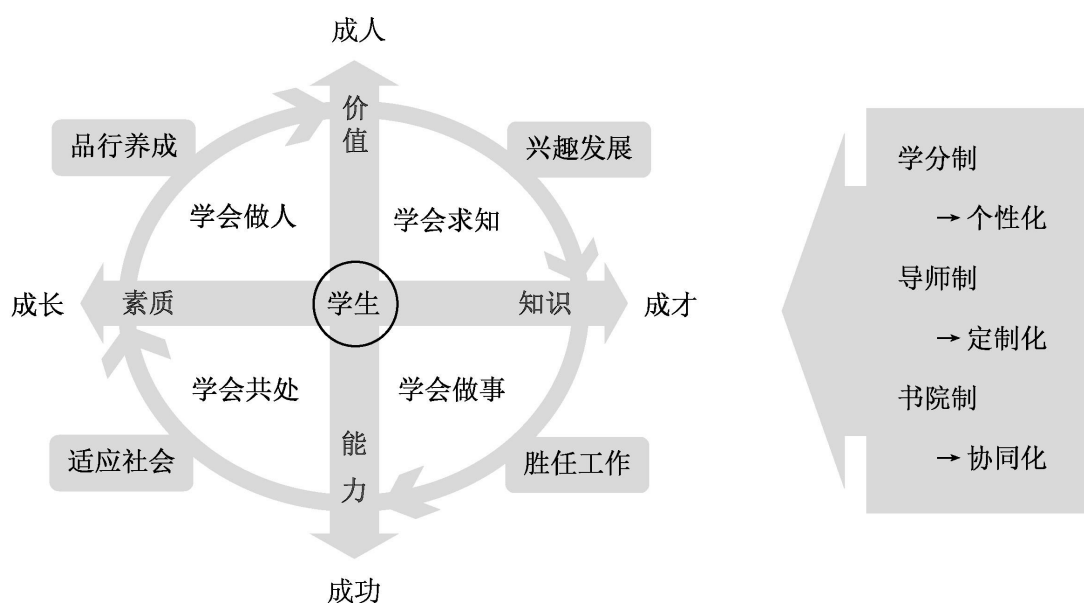 成人
价值
品行养成
兴趣发展
学会做人
学会求知
成长
素质
学生
知识
成才
学会共处
学会做事
能力
适应社会
胜任工作
成功
学分制
→ 个性化
导师制
→ 定制化
书院制
→ 协同化